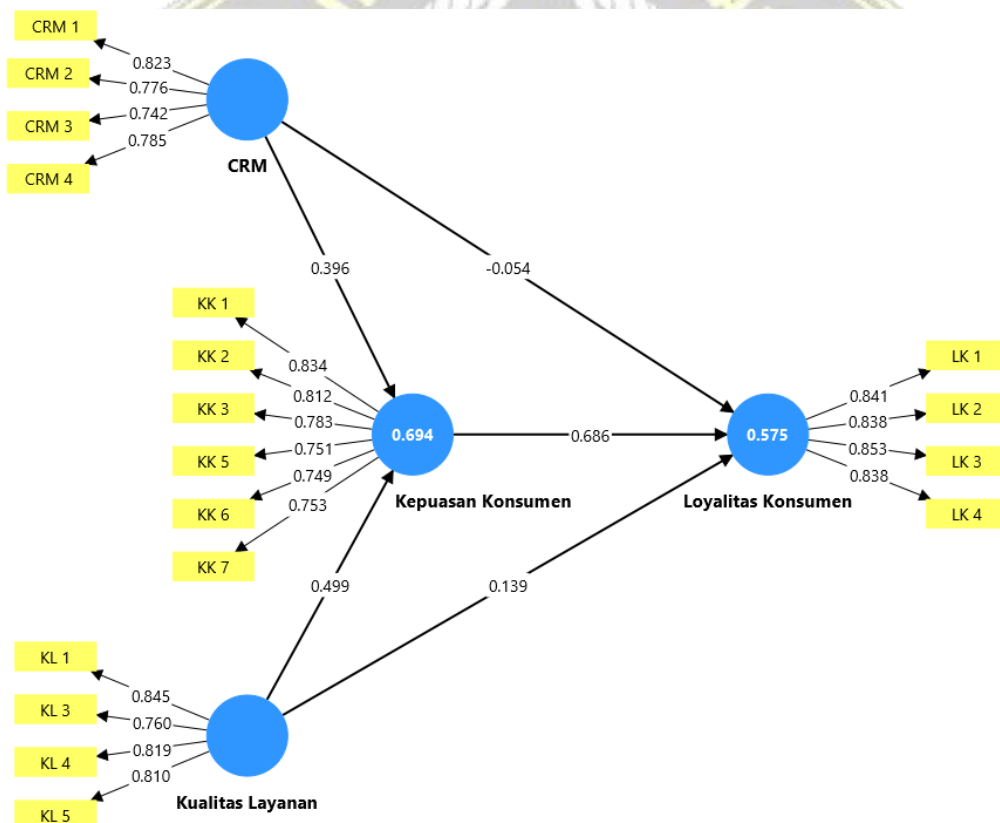 CRM 1
CRM 2
CRM 3
CRM 4
0.823
0.776
0.742
0.785
CRM
0.396
-0.054
KK 1
KK 2
KK 3
KK 5
KK 6
KK 7
0.834
0.812
0.783
0.751
0.749
0.753
0.694
Kepuasan Konsumen
0.686
0.575
Loyalitas Konsumen
0.841
0.838
0.853
0.838
LK 1
LK 2
LK 3
LK 4
0.499
0.139
KL 1
KL 3
KL 4
KL 5
0.845
0.760
0.819
0.810
Kualitas Layanan